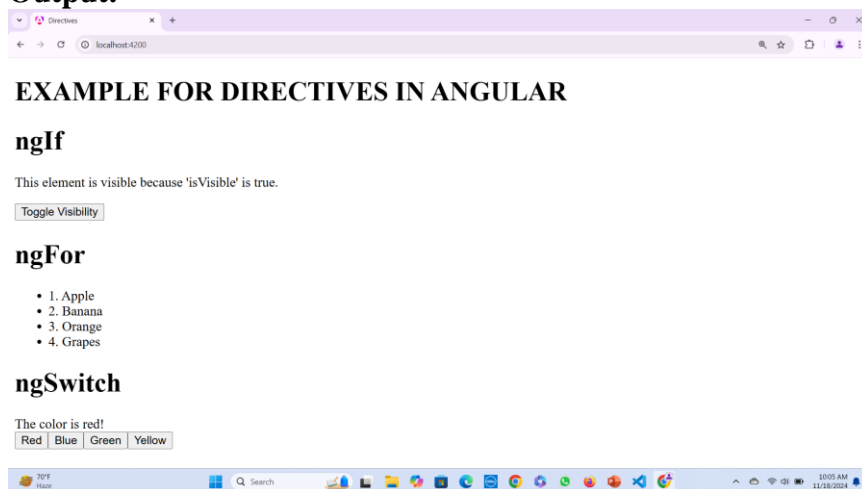 Output:
Directives
localhost:4200
EXAMPLE FOR DIRECTIVES IN ANGULAR
ngIf
This element is visible because 'isVisible' is true.
Toggle Visibility
ngFor
1. Apple
2. Banana
3. Orange
4. Grapes
ngSwitch
The color is red!
Red Blue Green Yellow
70°F
Haze
Search
10:05 AM
11/18/2024